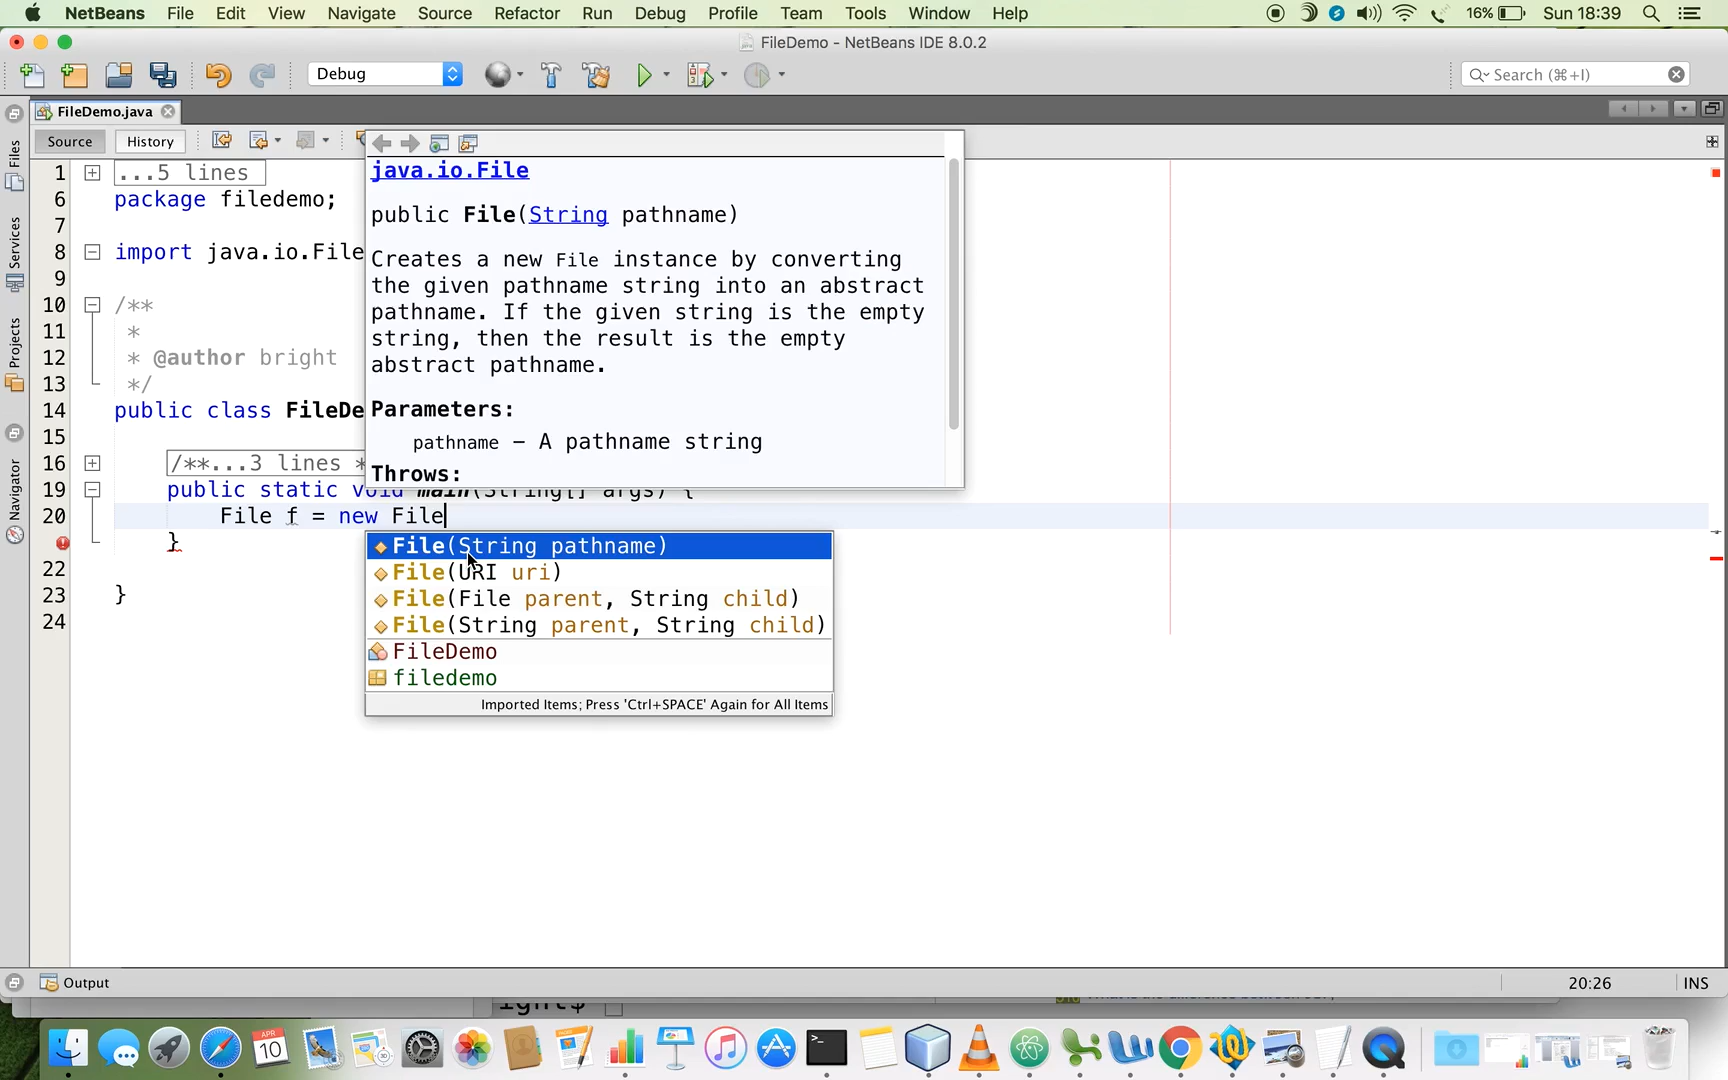 NetBeans File Edit View Navigate Source Refactor Run Debug Profile Team Tools Window Help 16% Sun 18:39
FileDemo - NetBeans IDE 8.0.2
Debug
Search (⌘+I)
FileDemo.java
Source History
Files
Services
Projects
Navigator
1 ...5 lines
6 package filedemo;
7
8 import java.io.File
9
10 /**
11 *
12 * @author bright
13 */
14 public class FileDe
15
16 /**...3 lines *
19 public static void main(String[] args) {
20 File f = new File
}
22
23 }
24
java.io.File
public File(String pathname)
Creates a new File instance by converting
the given pathname string into an abstract
pathname. If the given string is the empty
string, then the result is the empty
abstract pathname.
Parameters:
pathname – A pathname string
Throws:
File(String pathname)
File(URI uri)
File(File parent, String child)
File(String parent, String child)
FileDemo
filedemo
Imported Items; Press 'Ctrl+SPACE' Again for All Items
Output 20:26 INS
APR
10